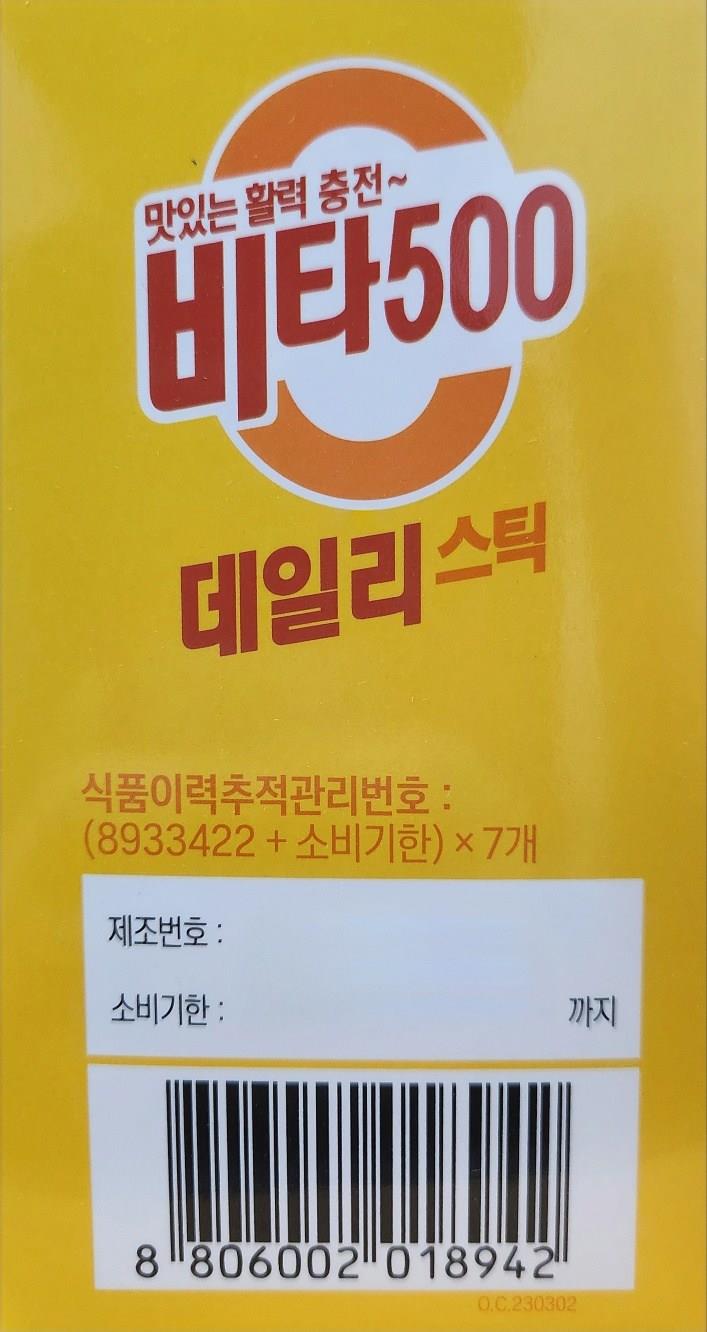 맛있는 활력 충전~
비타500
데일리 스틱
식품이력추적관리번호 :
(8933422 + 소비기한) × 7개
제조번호 :
소비기한 : 까지
8 806002 018942
O.C.230302